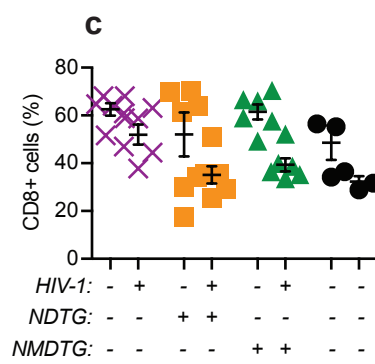 C
CD8+ cells (%)
80
60
40
20
0
HIV-1: - + - + - + - -
NDTG: - - + + - - - -
NMDTG: - - - - + + - -